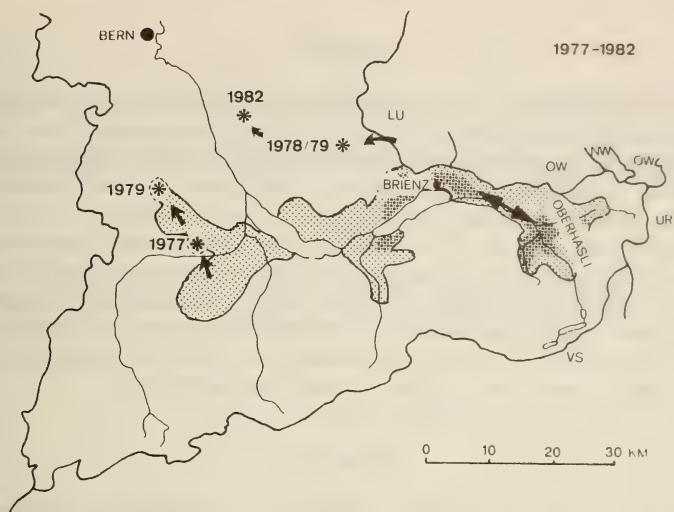 BERN
1977-1982
1982
LU
1978/79
NW
OW
OW
1979
BRIENZ
UR
OBERHASLI
1977
VS
0 10 20 30 KM